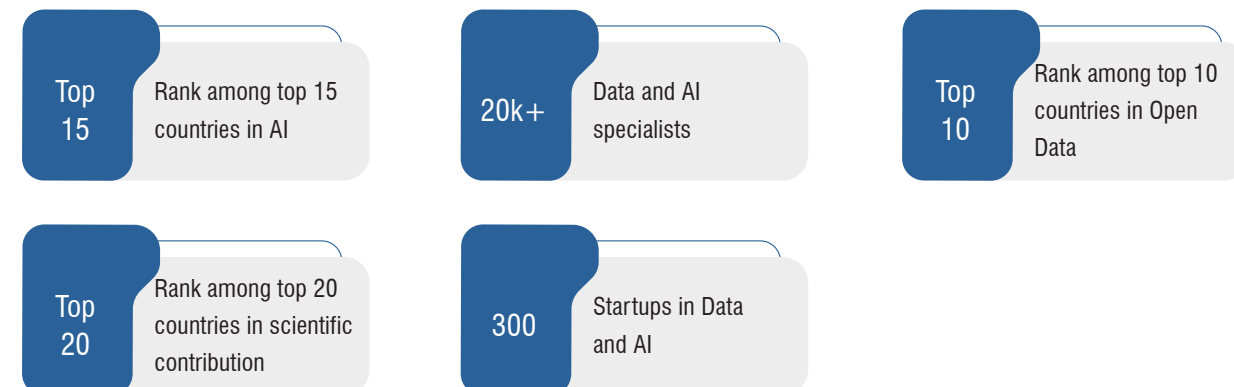 Top
15
Rank among top 15
countries in AI
20k+
Data and AI
specialists
Top
10
Rank among top 10
countries in Open
Data
Top
20
Rank among top 20
countries in scientific
contribution
300
Startups in Data
and AI